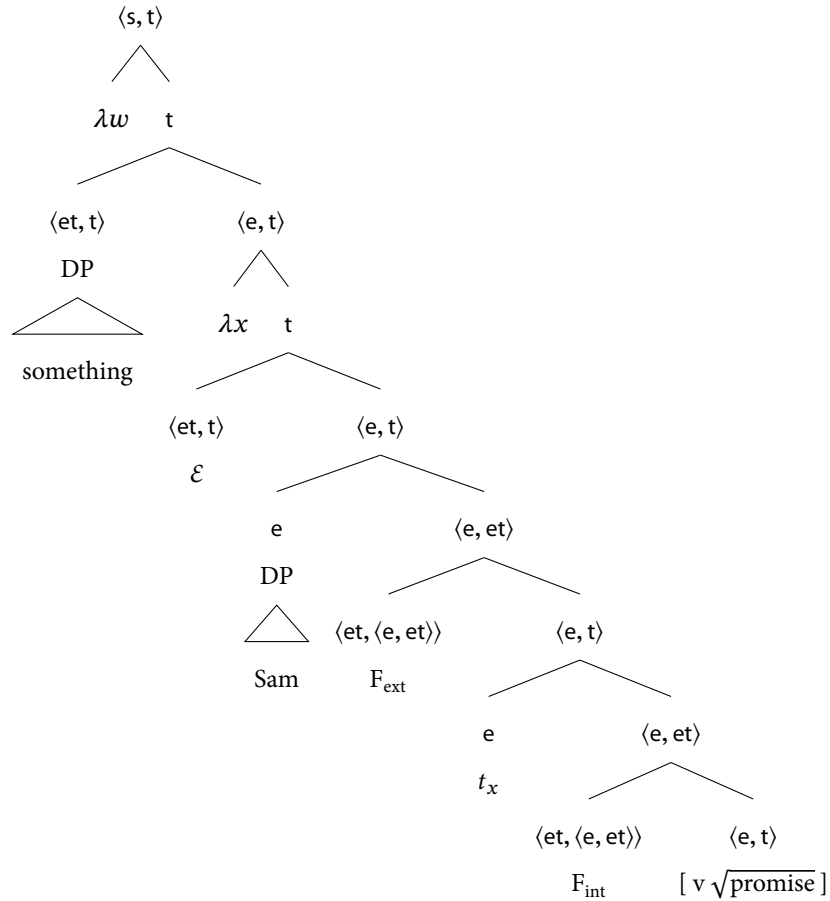 ⟨s, t⟩
λw t
⟨et, t⟩ ⟨e, t⟩
DP
λx t
something
⟨et, t⟩ ⟨e, t⟩
ℰ
e ⟨e, et⟩
DP
⟨et, ⟨e, et⟩⟩ ⟨e, t⟩
Sam F_ext
e ⟨e, et⟩
t_x
⟨et, ⟨e, et⟩⟩ ⟨e, t⟩
F_int [ v √promise ]